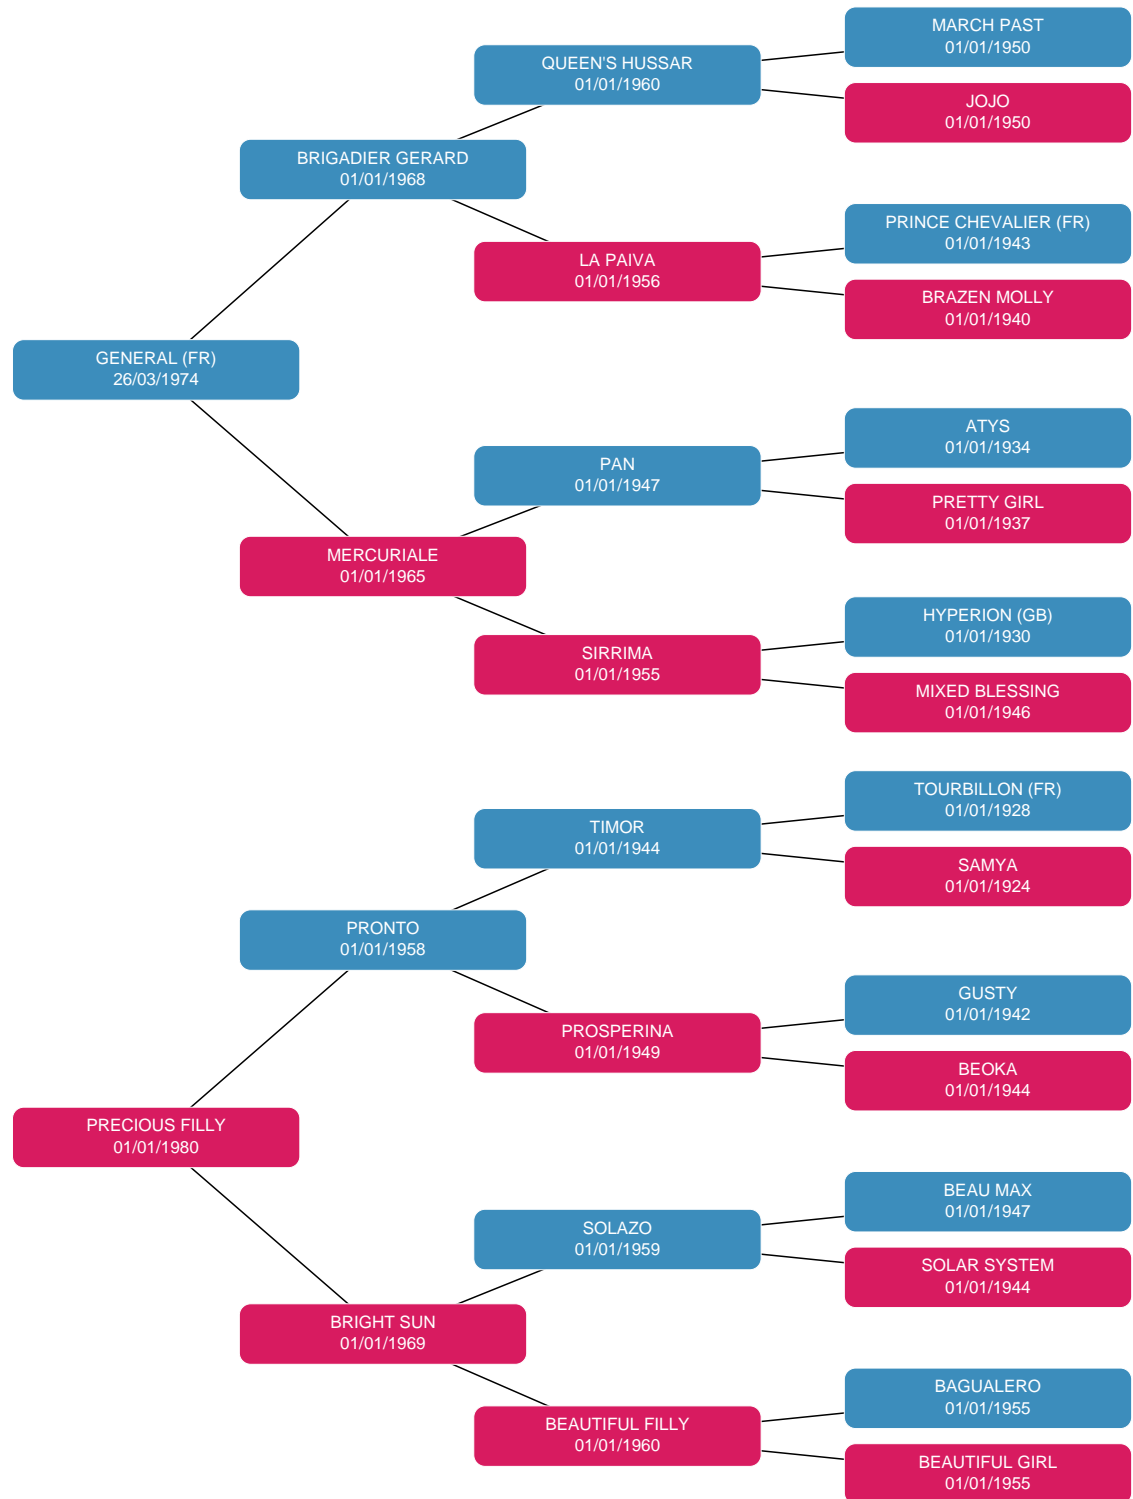 MARCH PAST
01/01/1950
QUEEN'S HUSSAR
01/01/1960
JOJO
01/01/1950
BRIGADIER GERARD
01/01/1968
PRINCE CHEVALIER (FR)
01/01/1943
LA PAIVA
01/01/1956
BRAZEN MOLLY
01/01/1940
GENERAL (FR)
26/03/1974
ATYS
01/01/1934
PAN
01/01/1947
PRETTY GIRL
01/01/1937
MERCURIALE
01/01/1965
HYPERION (GB)
01/01/1930
SIRRIMA
01/01/1955
MIXED BLESSING
01/01/1946
TOURBILLON (FR)
01/01/1928
TIMOR
01/01/1944
SAMYA
01/01/1924
PRONTO
01/01/1958
GUSTY
01/01/1942
PROSPERINA
01/01/1949
BEOKA
01/01/1944
PRECIOUS FILLY
01/01/1980
BEAU MAX
01/01/1947
SOLAZO
01/01/1959
SOLAR SYSTEM
01/01/1944
BRIGHT SUN
01/01/1969
BAGUALERO
01/01/1955
BEAUTIFUL FILLY
01/01/1960
BEAUTIFUL GIRL
01/01/1955